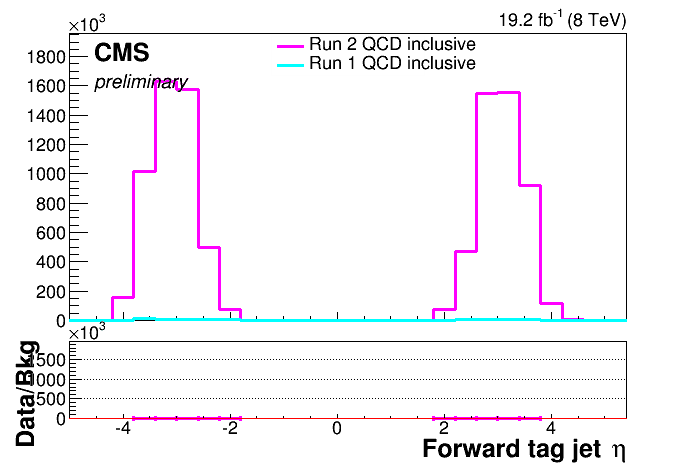 19.2 fb-1 (8 TeV)
×103
CMS
preliminary
Run 2 QCD inclusive
Run 1 QCD inclusive
1800
1600
1400
1200
1000
800
600
400
200
0
×103
Data/Bkg
1500
1000
500
0
-4 -2 0 2 4
Forward tag jet η